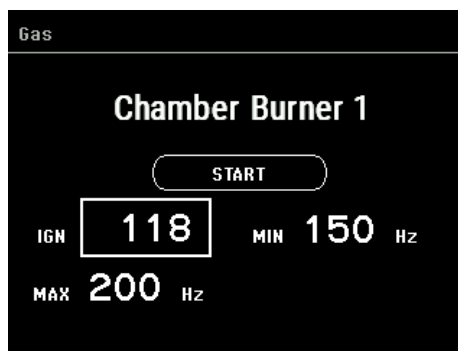 Gas
Chamber Burner 1
START
IGN 118 MIN 150 Hz
MAX 200 Hz